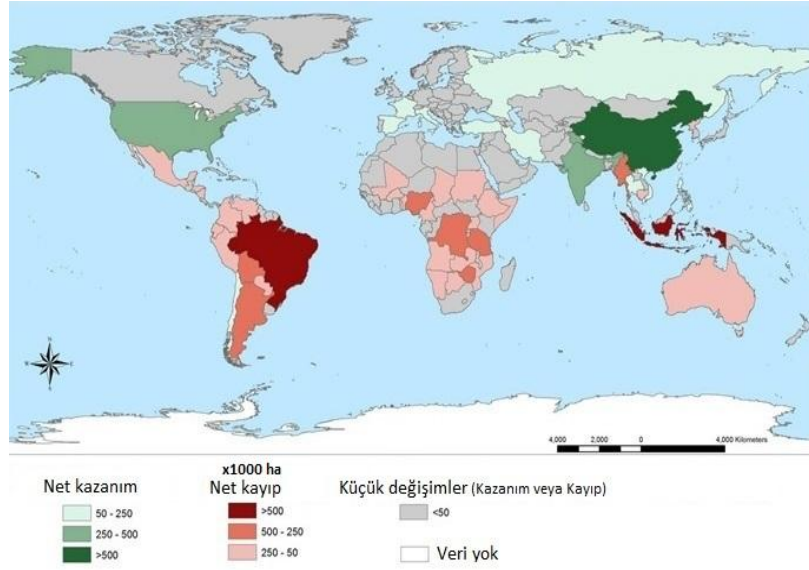 4,000 2,000 0 4,000 Kilometers
x1000 ha
Net kazanım Net kayıp Küçük değişimler (Kazanım veya Kayıp)
50 - 250 >500 <50
250 - 500 500 - 250
>500 250 - 50 Veri yok